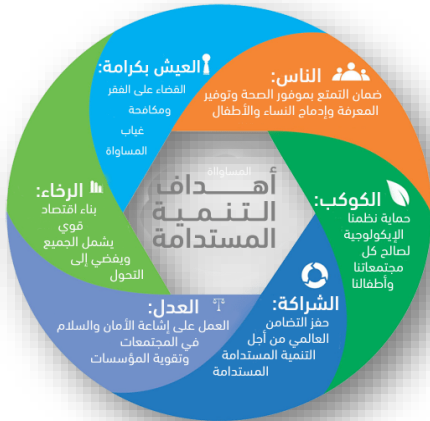 العيش بكرامة:
القضاء على الفقر
ومكافحة
غياب
المساواة
الناس:
ضمان التمتع بموفور الصحة وتوفير
المعرفة وإدماج النساء والأطفال
الكوكب:
حماية نظمنا
الإيكولوجية
لصالح كل
مجتمعاتنا
وأطفالنا
الشراكة:
حفز التضامن
العالمي من أجل
التنمية المستدامة
المستدامة
العدل:
العمل على إشاعة الأمان والسلام
في المجتمعات
وتقوية المؤسسات
الرخاء:
بناء اقتصاد
قوي
يشمل الجميع
ويفضي إلى
التحول
المساواة
أهداف
التنمية
المستدامة